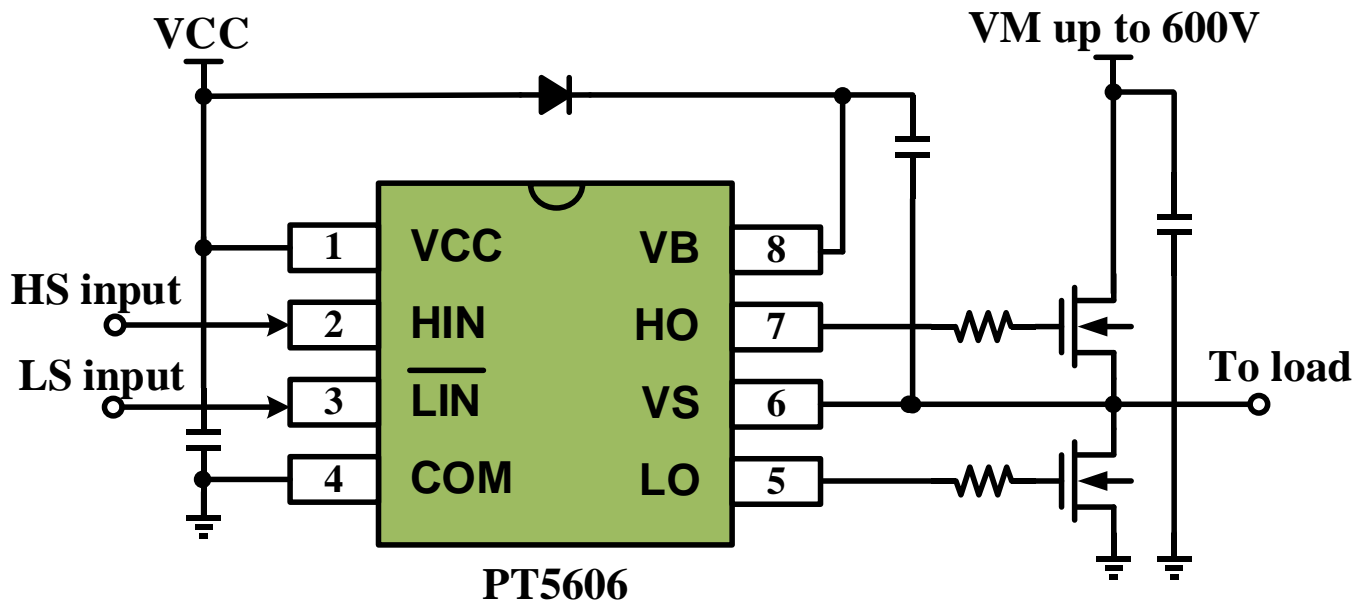 VCC
VM up to 600V
1 VCC VB 8
HS input
2 HIN HO 7
LS input
To load
3 LIN VS 6
4 COM LO 5
PT5606